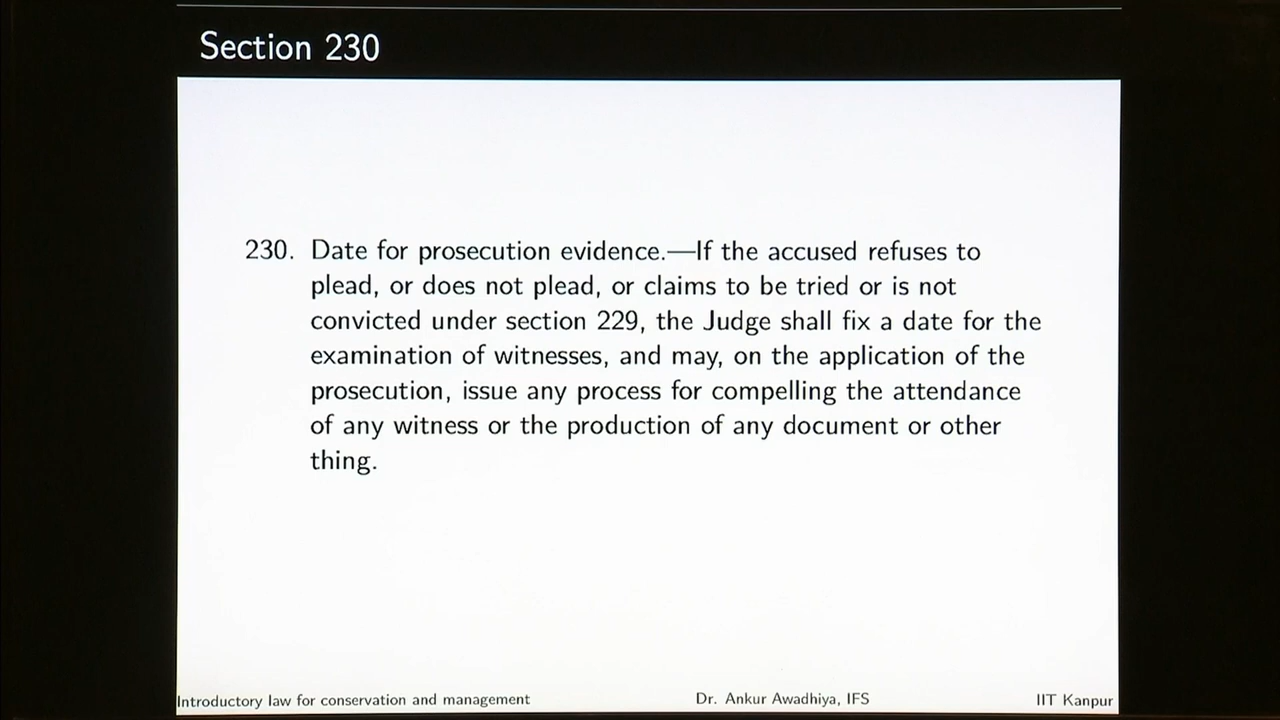 Section 230
230. Date for prosecution evidence.—If the accused refuses to
plead, or does not plead, or claims to be tried or is not
convicted under section 229, the Judge shall fix a date for the
examination of witnesses, and may, on the application of the
prosecution, issue any process for compelling the attendance
of any witness or the production of any document or other
thing.
Introductory law for conservation and management Dr. Ankur Awadhiya, IFS IIT Kanpur